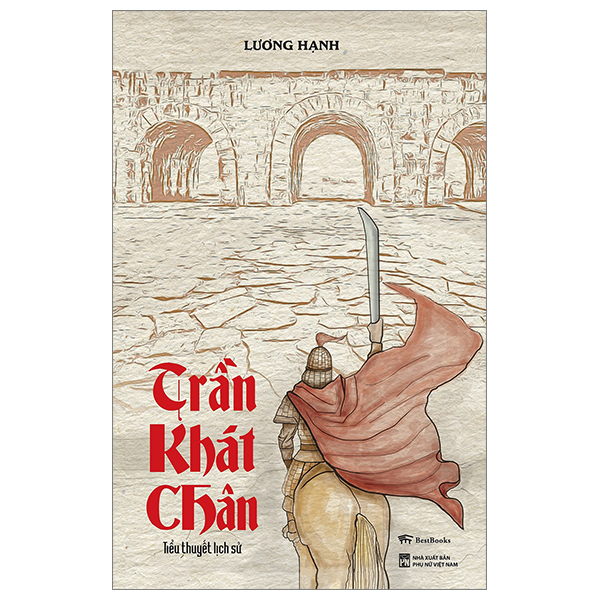 LƯƠNG HẠNH
Trần
Khát
Chân
Tiểu thuyết lịch sử
BestBooks
NHÀ XUẤT BẢN
PHỤ NỮ VIỆT NAM